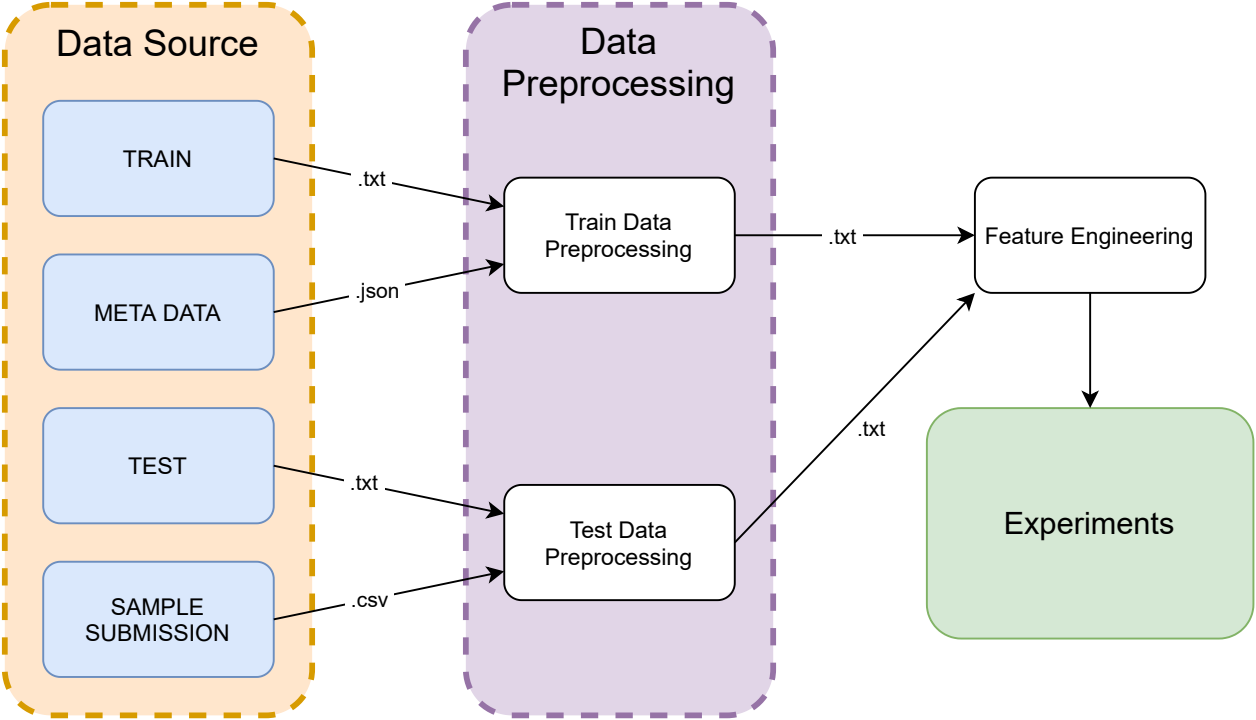 Data Source
TRAIN
META DATA
TEST
SAMPLE
SUBMISSION
.txt
.json
.txt
.csv
Data
Preprocessing
Train Data
Preprocessing
Test Data
Preprocessing
.txt
.txt
Feature Engineering
Experiments